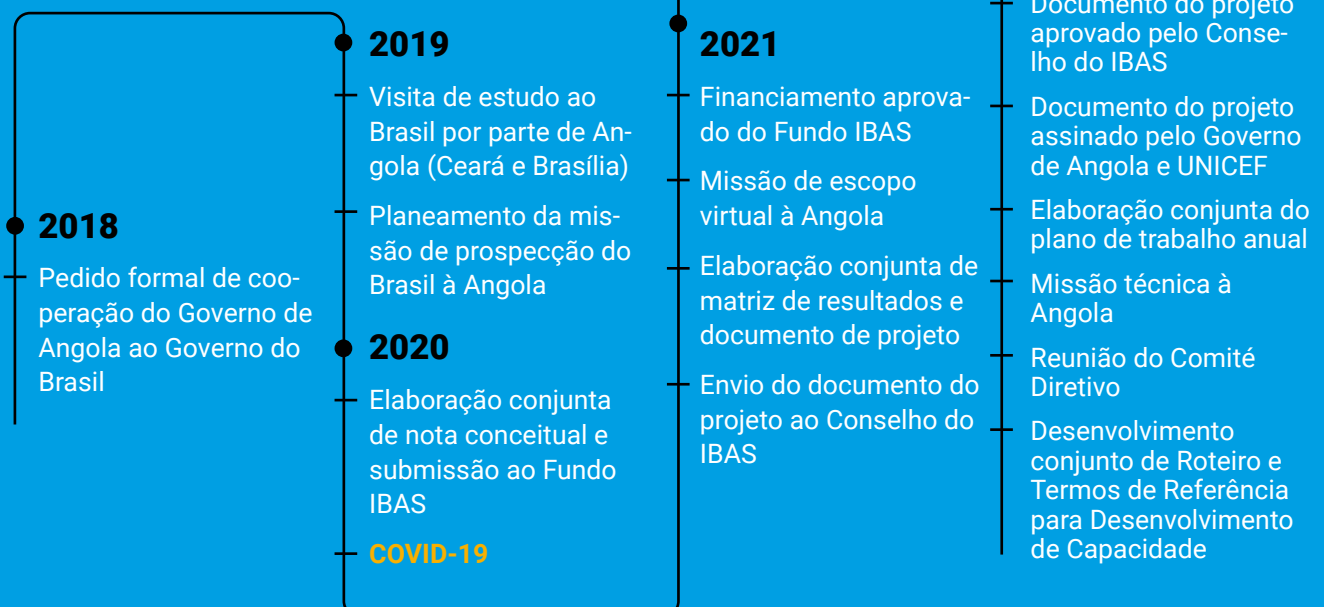 2018
Pedido formal de coo-
peração do Governo de
Angola ao Governo do
Brasil
2019
Visita de estudo ao
Brasil por parte de An-
gola (Ceará e Brasília)
Planeamento da mis-
são de prospecção do
Brasil à Angola
2020
Elaboração conjunta
de nota conceitual e
submissão ao Fundo
IBAS
COVID-19
2021
Financiamento aprova-
do do Fundo IBAS
Missão de escopo
virtual à Angola
Elaboração conjunta de
matriz de resultados e
documento de projeto
Envio do documento do
projeto ao Conselho do
IBAS
Documento do projeto
aprovado pelo Conse-
lho do IBAS
Documento do projeto
assinado pelo Governo
de Angola e UNICEF
Elaboração conjunta do
plano de trabalho anual
Missão técnica à
Angola
Reunião do Comité
Diretivo
Desenvolvimento
conjunto de Roteiro e
Termos de Referência
para Desenvolvimento
de Capacidade